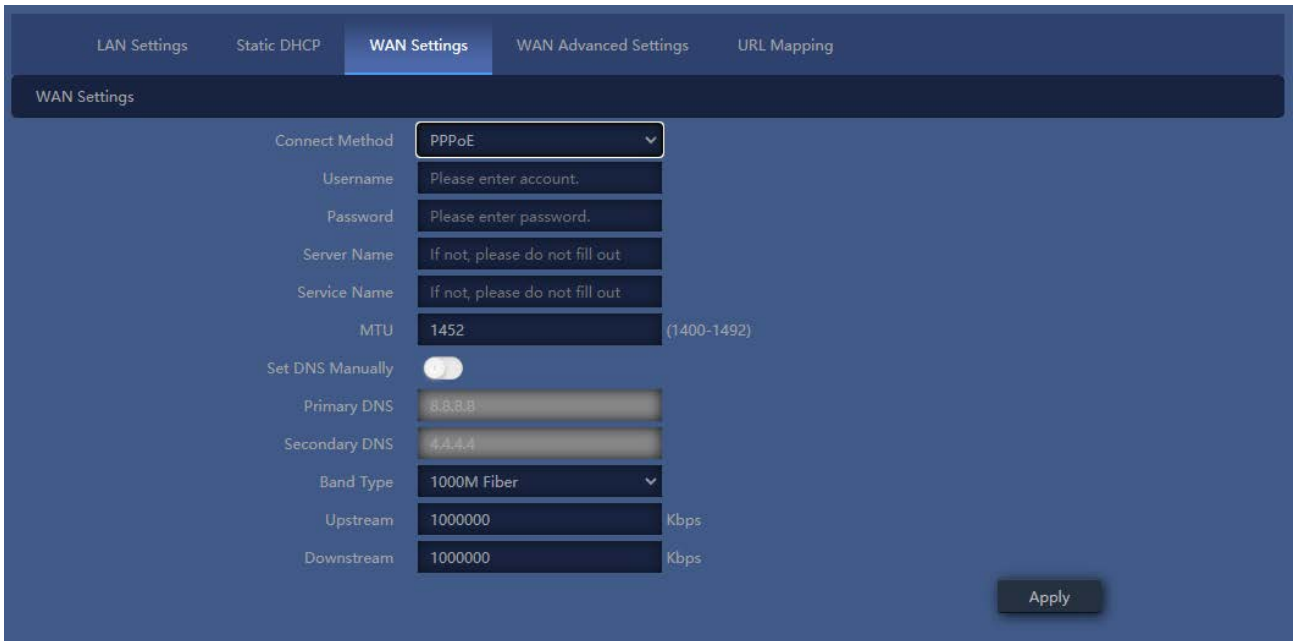 LAN Settings Static DHCP WAN Settings WAN Advanced Settings URL Mapping
WAN Settings
Connect Method PPPoE
Username Please enter account.
Password Please enter password.
Server Name If not, please do not fill out
Service Name If not, please do not fill out
MTU 1452 (1400-1492)
Set DNS Manually
Primary DNS 8.8.8.8
Secondary DNS 4.4.4.4
Band Type 1000M Fiber
Upstream 1000000 Kbps
Downstream 1000000 Kbps
Apply